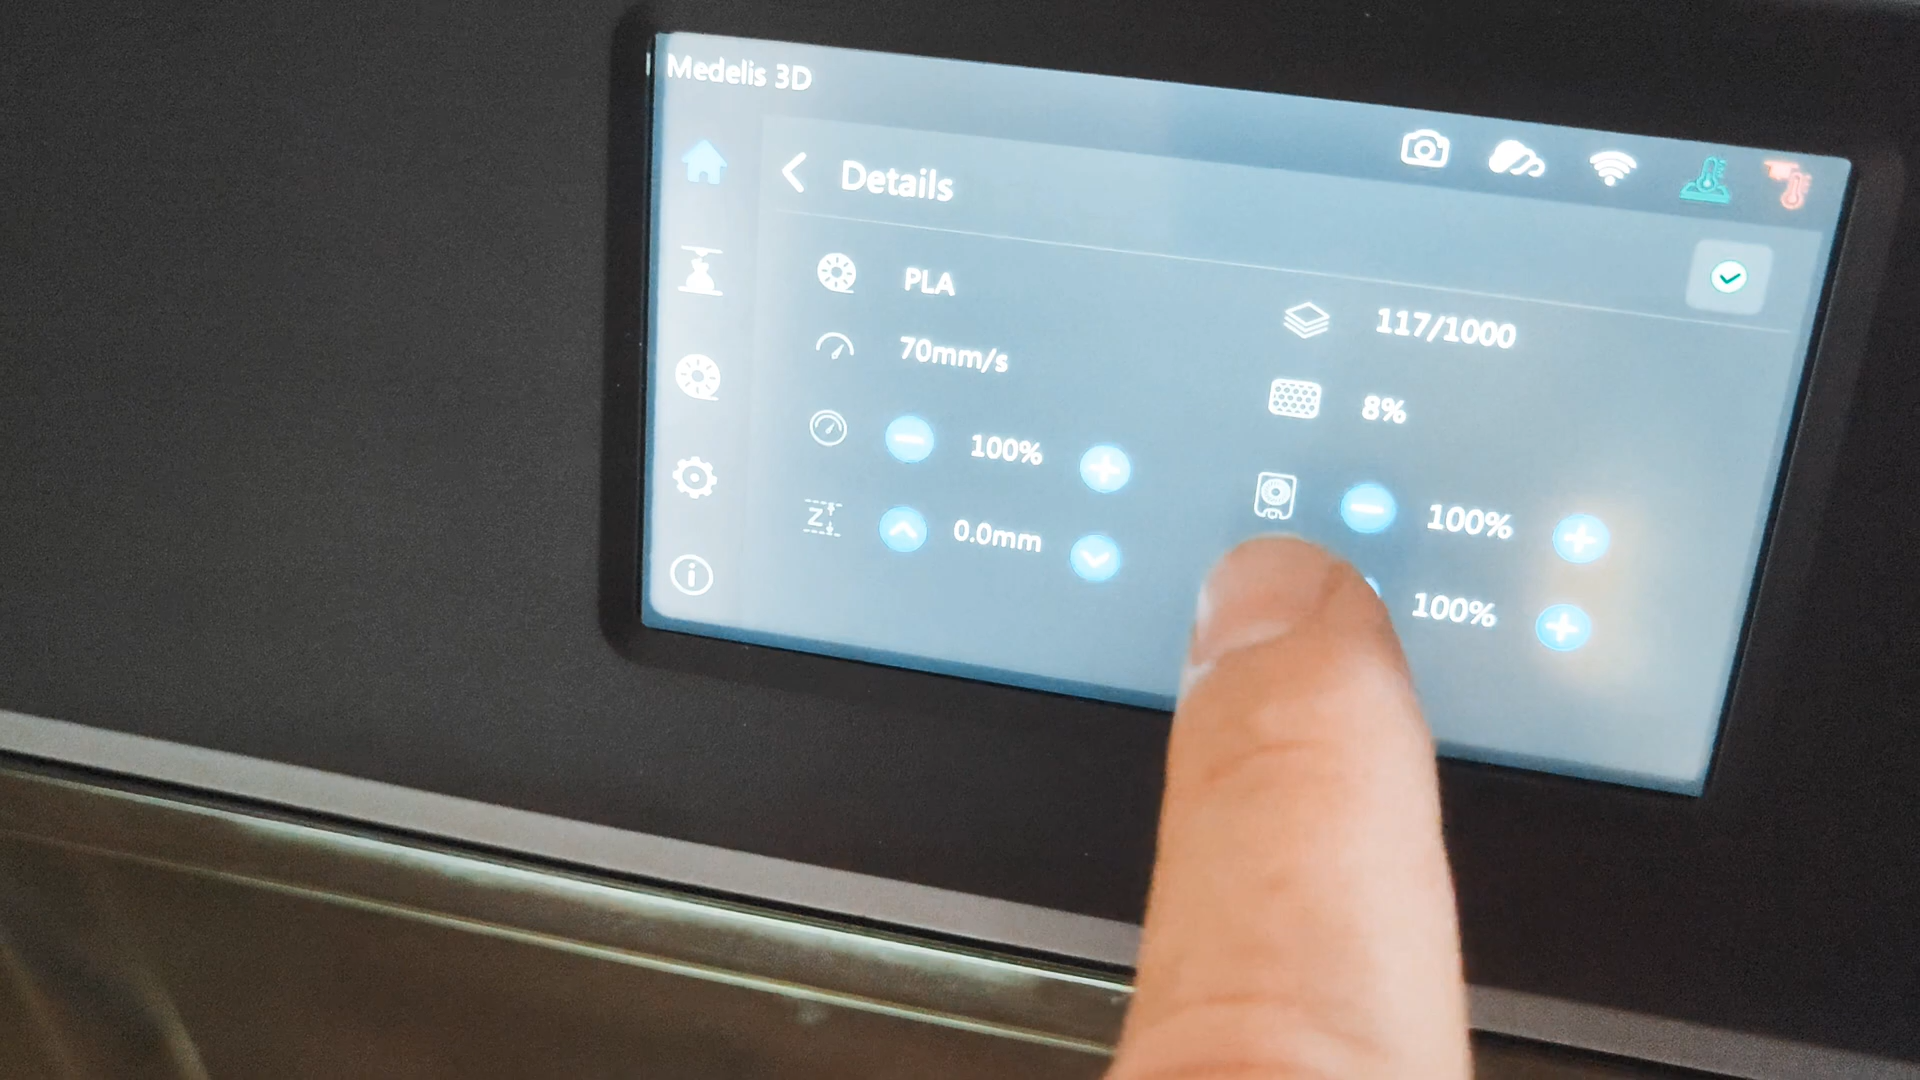 Medelis 3D
Details
PLA
117/1000
70mm/s
8%
100%
100%
Z
0.0mm
100%